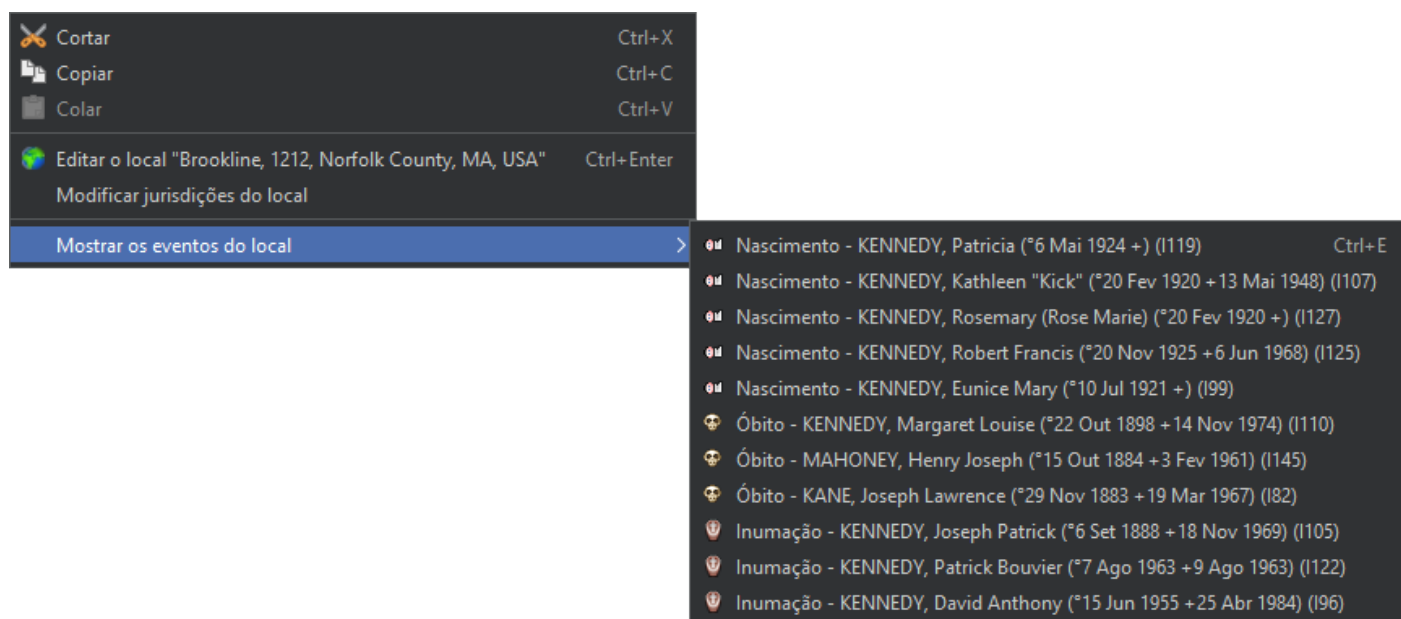 Cortar Ctrl+X
Copiar Ctrl+C
Colar Ctrl+V
Editar o local "Brookline, 1212, Norfolk County, MA, USA" Ctrl+Enter
Modificar jurisdições do local
Mostrar os eventos do local
Nascimento - KENNEDY, Patricia (°6 Mai 1924 +) (I119) Ctrl+E
Nascimento - KENNEDY, Kathleen "Kick" (°20 Fev 1920 +13 Mai 1948) (I107)
Nascimento - KENNEDY, Rosemary (Rose Marie) (°20 Fev 1920 +) (I127)
Nascimento - KENNEDY, Robert Francis (°20 Nov 1925 +6 Jun 1968) (I125)
Nascimento - KENNEDY, Eunice Mary (°10 Jul 1921 +) (I99)
Óbito - KENNEDY, Margaret Louise (°22 Out 1898 +14 Nov 1974) (I110)
Óbito - MAHONEY, Henry Joseph (°15 Out 1884 +3 Fev 1961) (I145)
Óbito - KANE, Joseph Lawrence (°29 Nov 1883 +19 Mar 1967) (I82)
Inumação - KENNEDY, Joseph Patrick (°6 Set 1888 +18 Nov 1969) (I105)
Inumação - KENNEDY, Patrick Bouvier (°7 Ago 1963 +9 Ago 1963) (I122)
Inumação - KENNEDY, David Anthony (°15 Jun 1955 +25 Abr 1984) (I96)